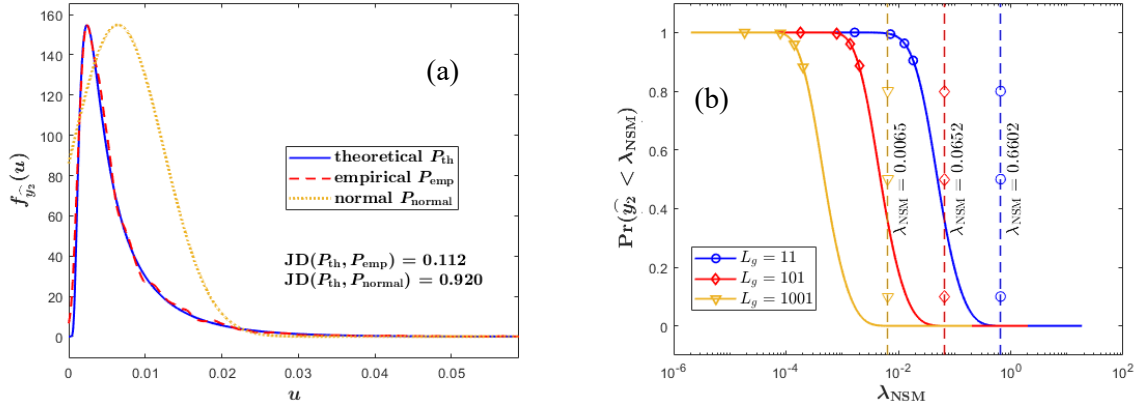 (a)
160
140
120
100
80
60
40
20
0
f_{\widehat{y_2}}(u)
theoretical P_th
empirical P_emp
normal P_normal
JD(P_th, P_emp) = 0.112
JD(P_th, P_normal) = 0.920
0 0.01 0.02 0.03 0.04 0.05
u
(b)
1
0.8
0.6
0.4
0.2
0
Pr(\widehat{y_2} < λ_NSM)
λ_NSM = 0.0065
λ_NSM = 0.0652
λ_NSM = 0.6602
L_g = 11
L_g = 101
L_g = 1001
10^-6 10^-4 10^-2 10^0 10^2
λ_NSM